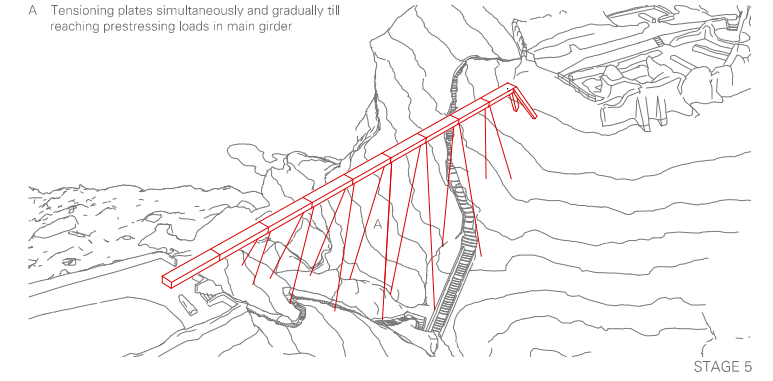 A Tensioning plates simultaneously and gradually till
reaching prestressing loads in main girder
A
STAGE 5